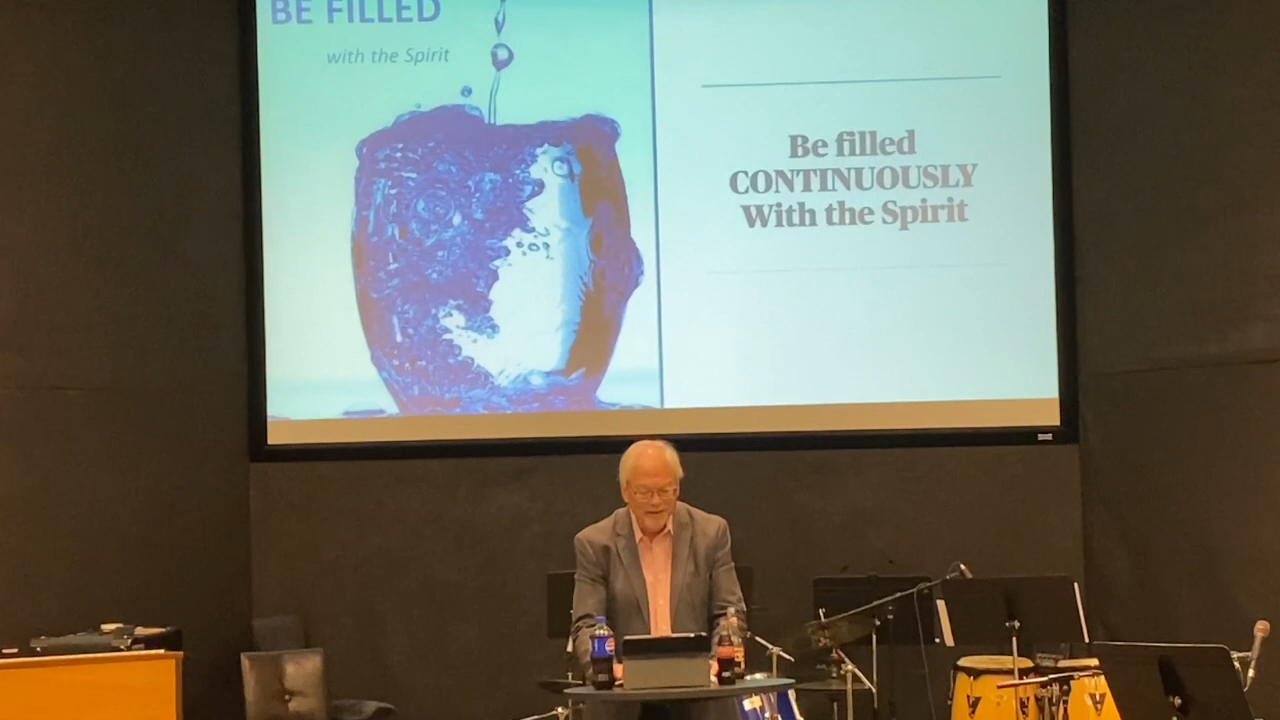 BE FILLED
with the Spirit
Be filled
CONTINUOUSLY
With the Spirit